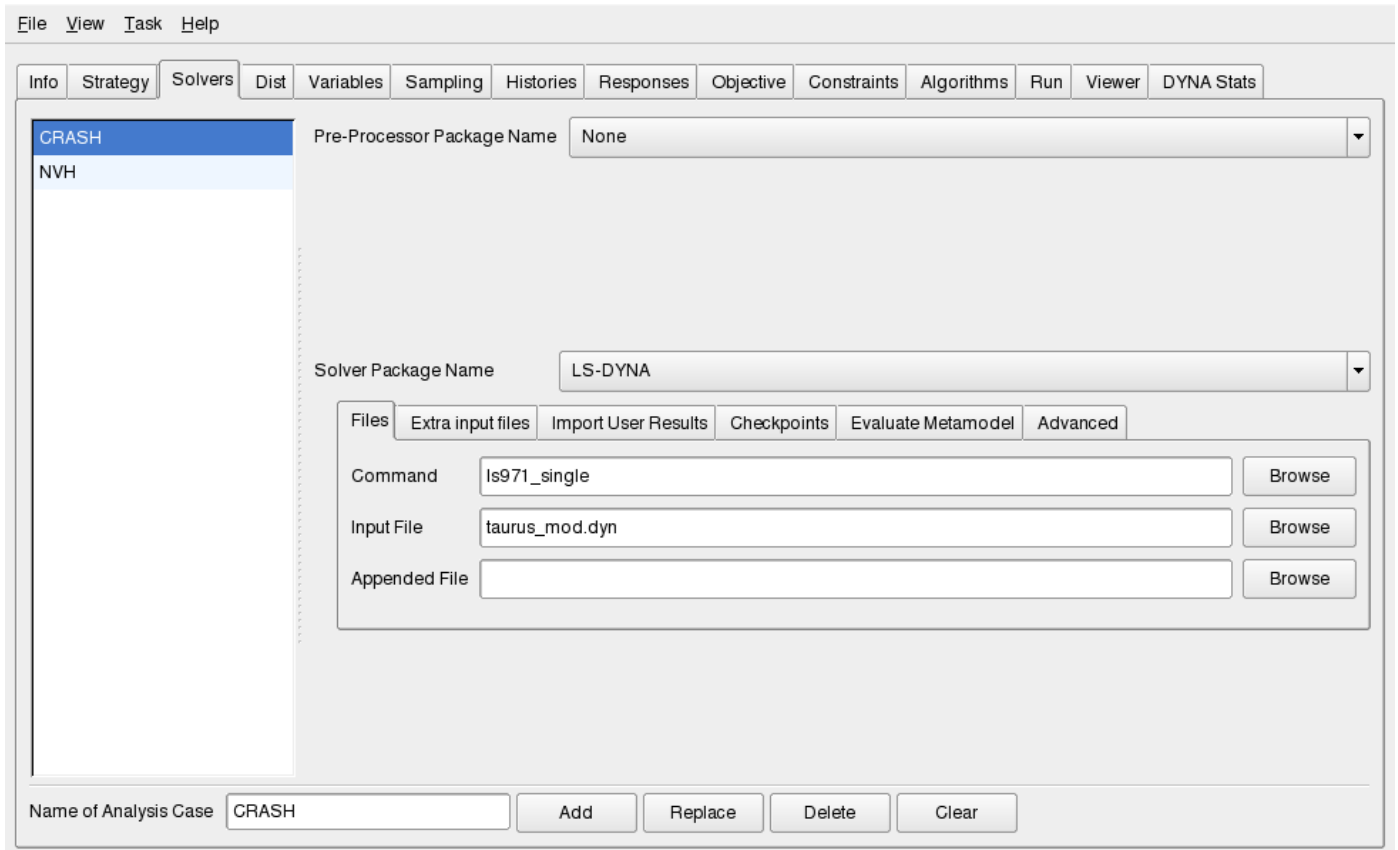 File View Task Help
Info Strategy Solvers Dist Variables Sampling Histories Responses Objective Constraints Algorithms Run Viewer DYNA Stats
CRASH
NVH
Pre-Processor Package Name None
Solver Package Name LS-DYNA
Files Extra input files Import User Results Checkpoints Evaluate Metamodel Advanced
Command ls971_single Browse
Input File taurus_mod.dyn Browse
Appended File Browse
Name of Analysis Case CRASH Add Replace Delete Clear